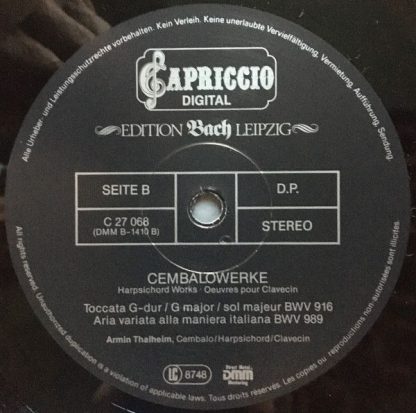 Alle Urheber- und Leistungsschutzrechte vorbehalten. Kein Verleih. Keine unerlaubte Vervielfältigung, Vermietung, Aufführung, Sendung.
CAPRICCIO
DIGITAL
EDITION Bach LEIPZIG
SEITE B
D.P.
C 27 068
(DMM B-1410 B)
STEREO
CEMBALOWERKE
Harpsichord Works · Oeuvres pour Clavecin
Toccata G-dur / G major / sol majeur BWV 916
Aria variata alla maniera italiana BWV 989
Armin Thalheim, Cembalo/Harpsichord/Clavecin
LC 8748
Direct Metal
DMM
Mastering
All rights reserved. Unauthorized duplication is a violation of applicable laws. Tous droits réservés. Les copies ou reproductions non-autorisées sont illicites.